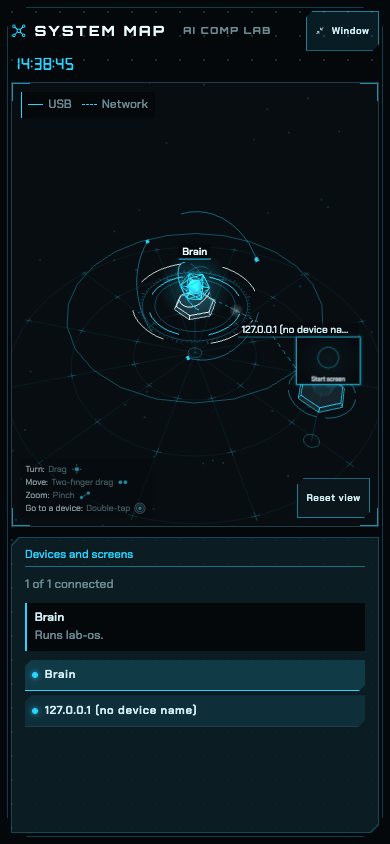 SYSTEM MAP
AI COMP LAB
Window
14:38:45
USB
Network
Brain
127.0.0.1 (no device na...
Start screen
Turn: Drag
Move: Two-finger drag
Zoom: Pinch
Go to a device: Double-tap
Reset view
Devices and screens
1 of 1 connected
Brain
Runs lab-os.
Brain
127.0.0.1 (no device name)